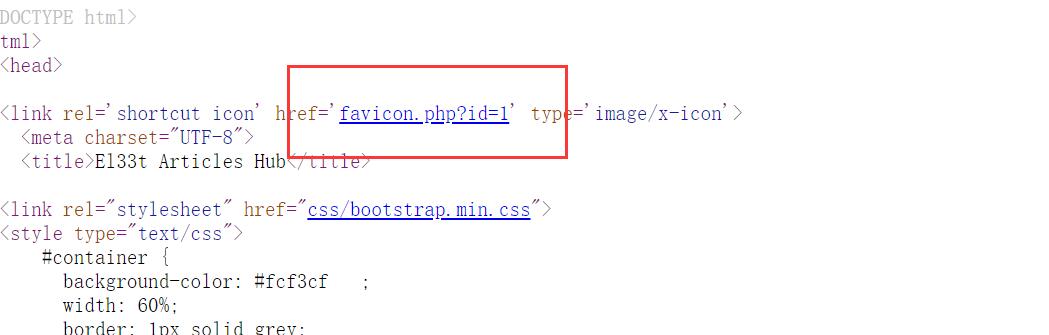 DOCTYPE html>
tml>
<head>
<link rel='shortcut icon' href='favicon.php?id=1' type='image/x-icon'>
<meta charset="UTF-8">
<title>El33t Articles Hub</title>
<link rel="stylesheet" href="css/bootstrap.min.css">
<style type="text/css">
#container {
background-color: #fcf3cf ;
width: 60%;
border: 1px solid grey;